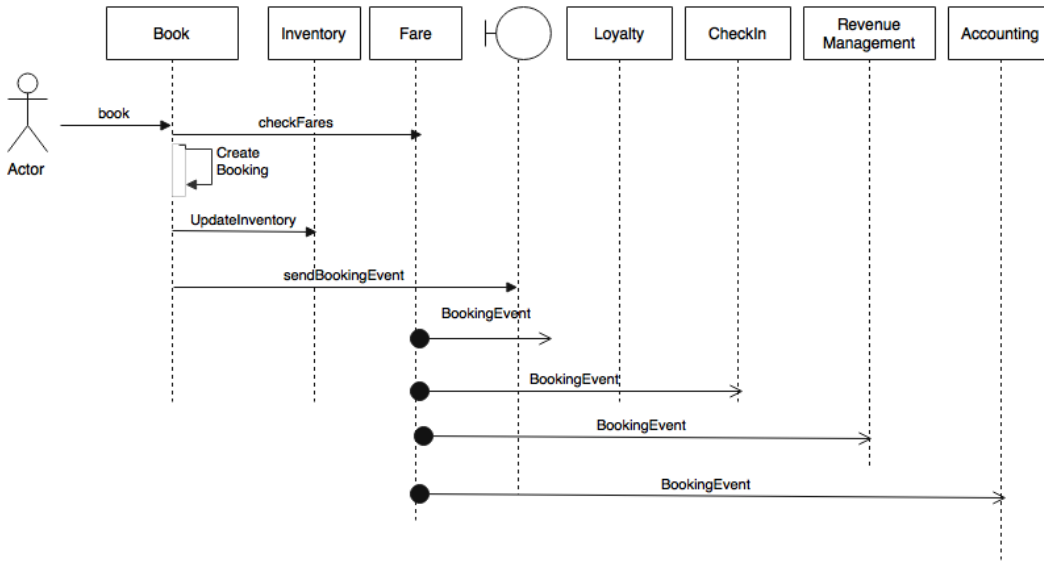 Book
Inventory
Fare
Loyalty
CheckIn
Revenue
Management
Accounting
Actor
book
checkFares
Create
Booking
UpdateInventory
sendBookingEvent
BookingEvent
BookingEvent
BookingEvent
BookingEvent